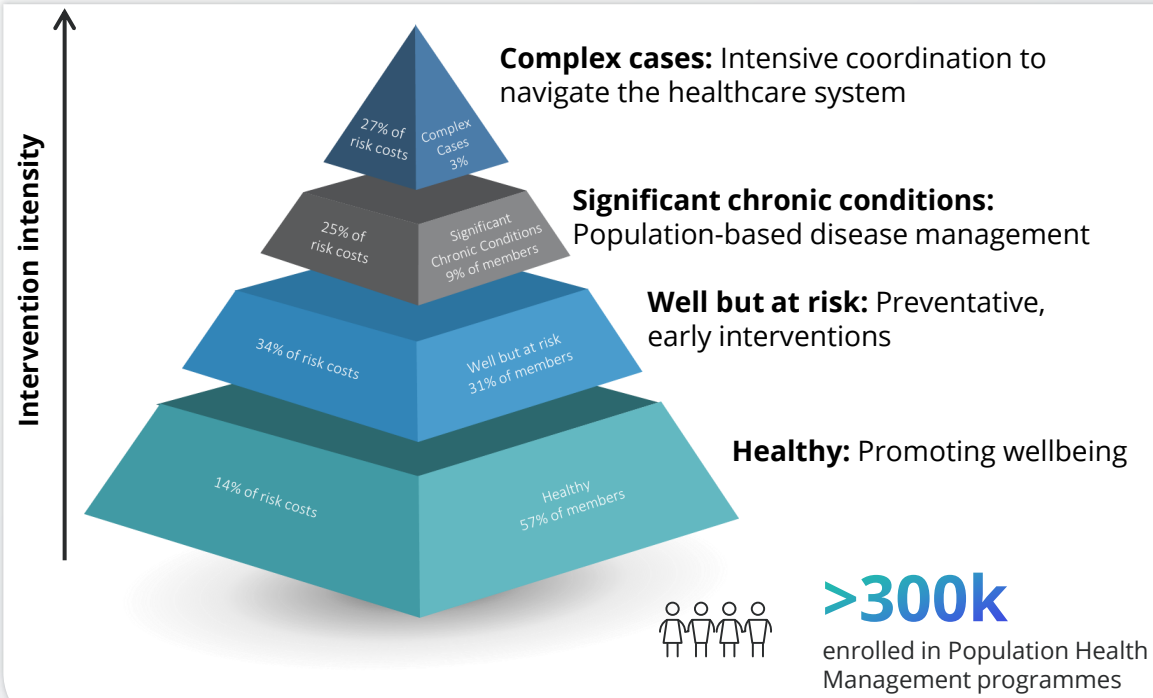 Intervention intensity
Complex cases: Intensive coordination to
navigate the healthcare system
27% of
risk costs
Complex
Cases
3%
Significant chronic conditions:
Population-based disease management
25% of
risk costs
Significant
Chronic Conditions
9% of members
Well but at risk: Preventative,
early interventions
34% of risk costs
Well but at risk
31% of members
Healthy: Promoting wellbeing
14% of risk costs
Healthy
57% of members
>300k
enrolled in Population Health
Management programmes